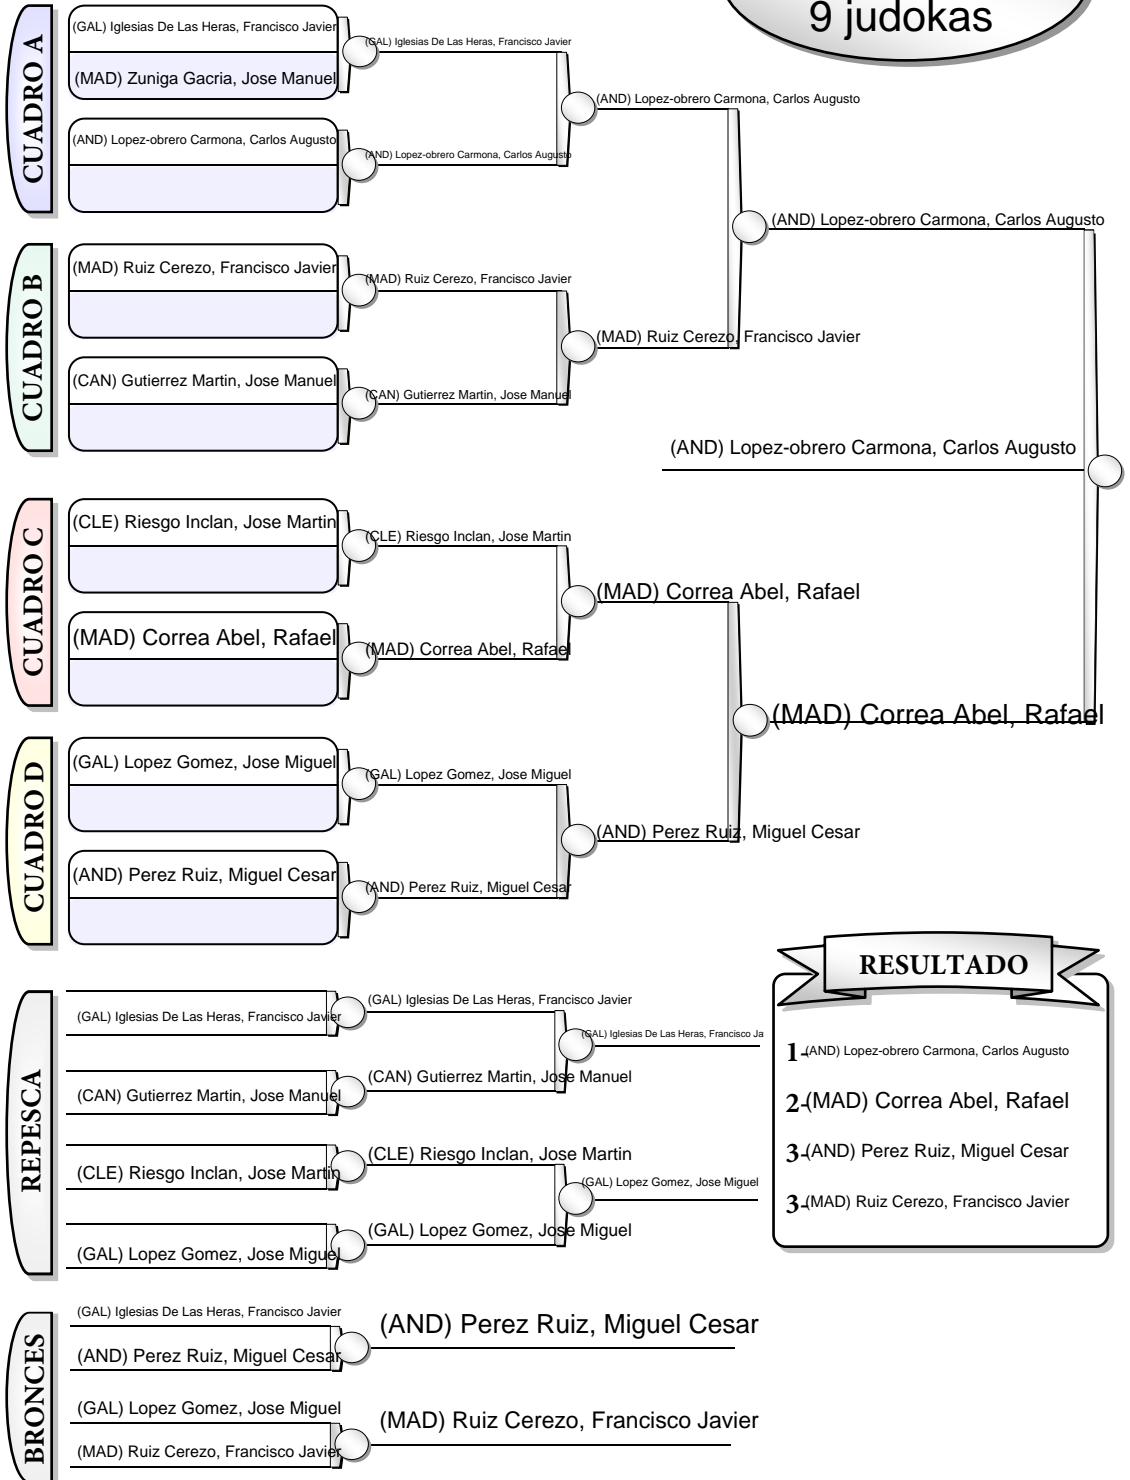 9 judokas
CUADRO A
(GAL) Iglesias De Las Heras, Francisco Javier
(MAD) Zuniga Gacria, Jose Manuel
(AND) Lopez-obrero Carmona, Carlos Augusto
(GAL) Iglesias De Las Heras, Francisco Javier
(AND) Lopez-obrero Carmona, Carlos Augusto
(AND) Lopez-obrero Carmona, Carlos Augusto
CUADRO B
(MAD) Ruiz Cerezo, Francisco Javier
(CAN) Gutierrez Martin, Jose Manuel
(MAD) Ruiz Cerezo, Francisco Javier
(CAN) Gutierrez Martin, Jose Manuel
(MAD) Ruiz Cerezo, Francisco Javier
(AND) Lopez-obrero Carmona, Carlos Augusto
(AND) Lopez-obrero Carmona, Carlos Augusto
CUADRO C
(CLE) Riesgo Inclan, Jose Martin
(MAD) Correa Abel, Rafael
(CLE) Riesgo Inclan, Jose Martin
(MAD) Correa Abel, Rafael
(MAD) Correa Abel, Rafael
CUADRO D
(GAL) Lopez Gomez, Jose Miguel
(AND) Perez Ruiz, Miguel Cesar
(GAL) Lopez Gomez, Jose Miguel
(AND) Perez Ruiz, Miguel Cesar
(AND) Perez Ruiz, Miguel Cesar
(MAD) Correa Abel, Rafael
REPESCA
(GAL) Iglesias De Las Heras, Francisco Javier
(CAN) Gutierrez Martin, Jose Manuel
(CLE) Riesgo Inclan, Jose Martin
(GAL) Lopez Gomez, Jose Miguel
(GAL) Iglesias De Las Heras, Francisco Javier
(CAN) Gutierrez Martin, Jose Manuel
(CLE) Riesgo Inclan, Jose Martin
(GAL) Lopez Gomez, Jose Miguel
(GAL) Iglesias De Las Heras, Francisco Ja
(GAL) Lopez Gomez, Jose Miguel
RESULTADO
1-(AND) Lopez-obrero Carmona, Carlos Augusto
2-(MAD) Correa Abel, Rafael
3-(AND) Perez Ruiz, Miguel Cesar
3-(MAD) Ruiz Cerezo, Francisco Javier
BRONCES
(GAL) Iglesias De Las Heras, Francisco Javier
(AND) Perez Ruiz, Miguel Cesar
(GAL) Lopez Gomez, Jose Miguel
(MAD) Ruiz Cerezo, Francisco Javier
(AND) Perez Ruiz, Miguel Cesar
(MAD) Ruiz Cerezo, Francisco Javier